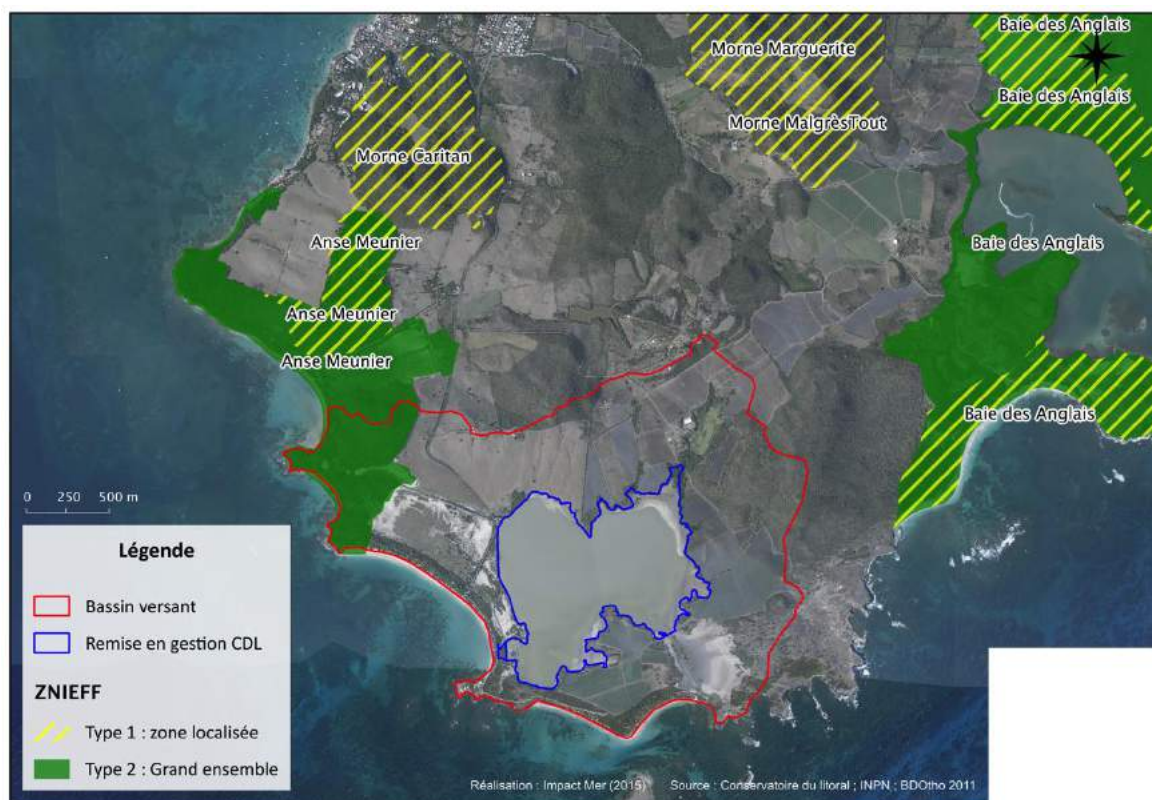 Baie des Anglais
Morne Marguerite
Baie des Anglais
Morne MalgrèsTout
Morne Caritan
Anse Meunier
Baie des Anglais
Anse Meunier
Anse Meunier
Baie des Anglais
0 250 500 m
Légende
Bassin versant
Remise en gestion CDL
ZNIEFF
Type 1 : zone localisée
Type 2 : Grand ensemble
Réalisation : Impact Mer (2015) Source : Conservatoire du litoral ; INPN ; BDOtho 2011